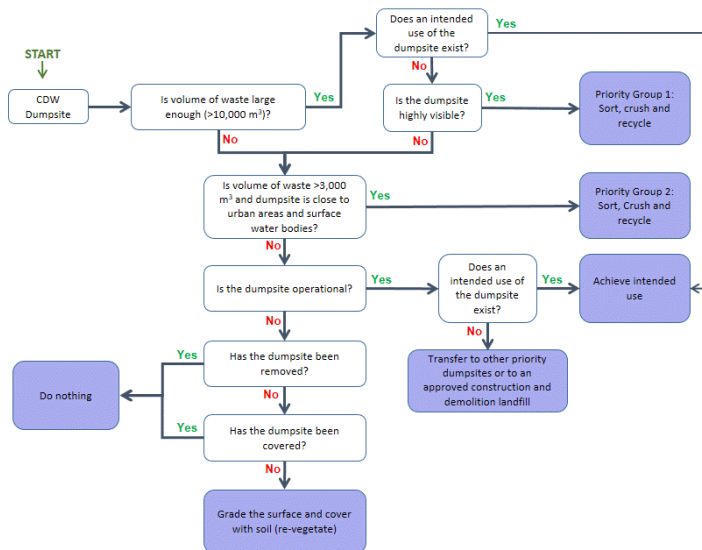 Does an intended
use of the
dumpsite exist?
Yes
START
No
CDW
Dumpsite
Is volume of waste large
enough (>10,000 m³)?
Yes
Is the dumpsite
highly visible?
Yes
Priority Group 1:
Sort, crush and
recycle
No
No
Is volume of waste >3,000
m³ and dumpsite is close to
urban areas and surface
water bodies?
Yes
Priority Group 2:
Sort, Crush and
recycle
No
Is the dumpsite operational?
Yes
Does an
intended use of
the dumpsite
exist?
Yes
Achieve intended
use
No
No
Has the dumpsite been
removed?
Yes
Transfer to other priority
dumpsites or to an
approved construction and
demolition landfill
Do nothing
No
Has the dumpsite been
covered?
Yes
No
Grade the surface and cover
with soil (re-vegetate)